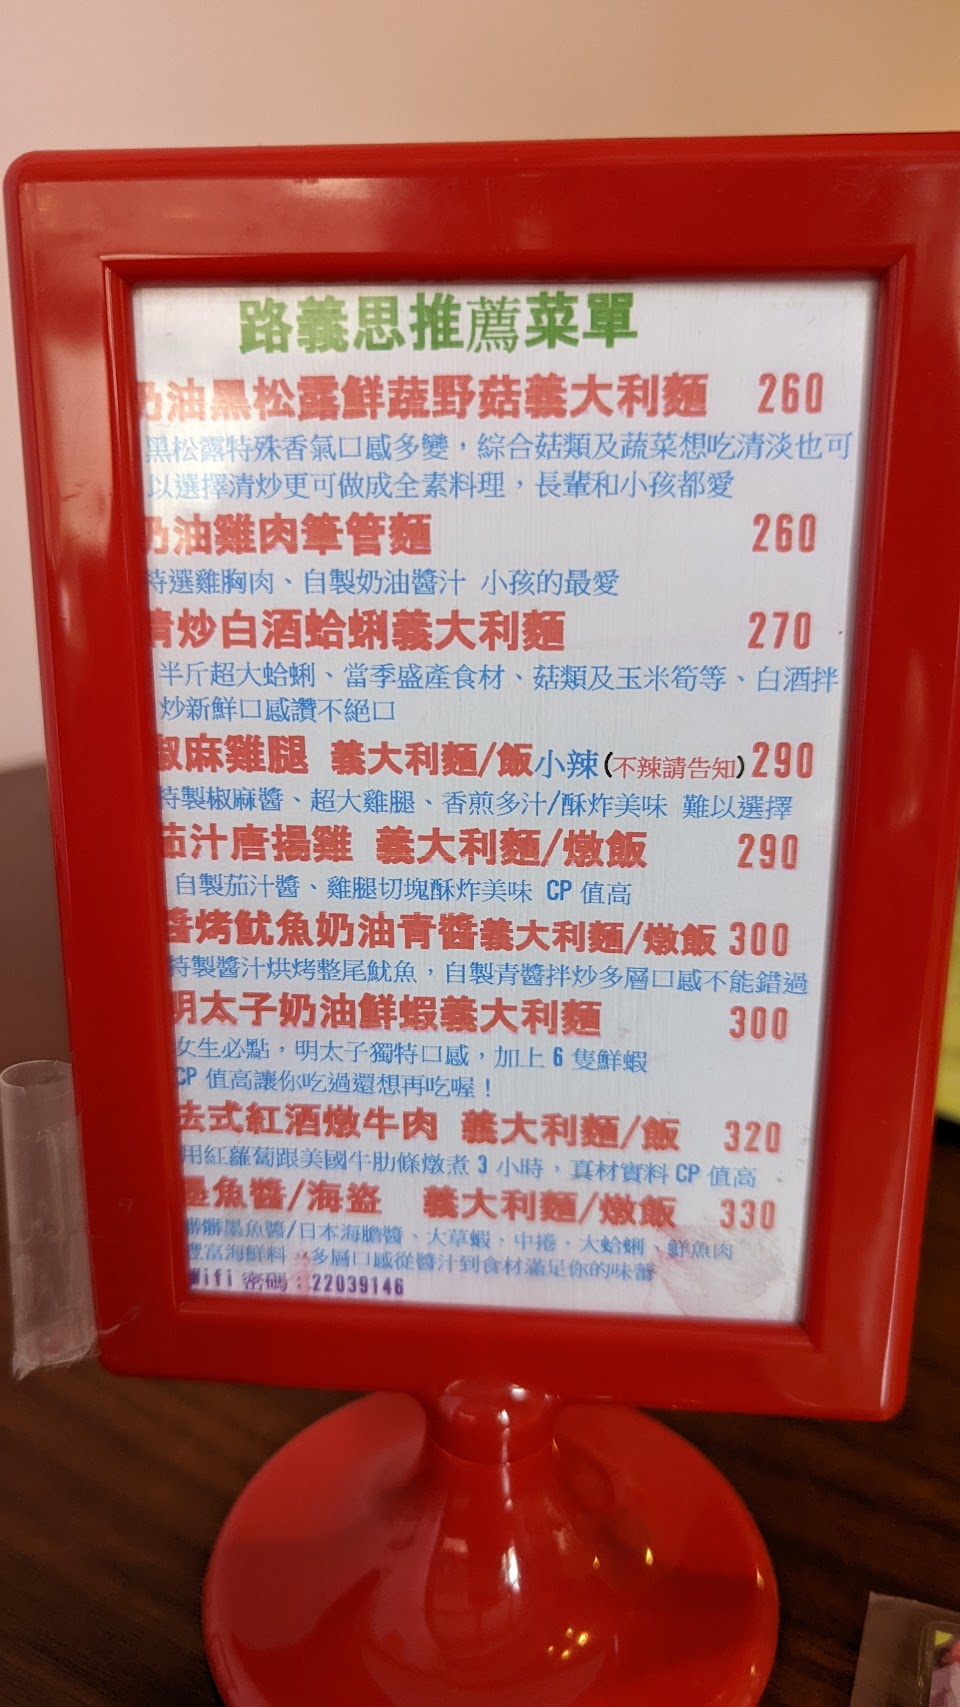 路義思推薦菜單
奶油黑松露鮮蔬野菇義大利麵 260
黑松露特殊香氣口感多變，綜合菇類及蔬菜想吃清淡也可
以選擇清炒更可做成全素料理，長輩和小孩都愛
奶油雞肉筆管麵 260
特選雞胸肉、自製奶油醬汁 小孩的最愛
清炒白酒蛤蜊義大利麵 270
半斤超大蛤蜊、當季盛產食材、菇類及玉米筍等、白酒拌
炒新鮮口感讚不絕口
椒麻雞腿 義大利麵/飯小辣(不辣請告知)290
特製椒麻醬、超大雞腿、香煎多汁/酥炸美味 難以選擇
茄汁唐揚雞 義大利麵/燉飯 290
自製茄汁醬、雞腿切塊酥炸美味 CP 值高
醬烤魷魚奶油青醬義大利麵/燉飯 300
特製醬汁烘烤整尾魷魚，自製青醬拌炒多層口感不能錯過
明太子奶油鮮蝦義大利麵 300
女生必點，明太子獨特口感，加上 6 隻鮮蝦
CP 值高讓你吃過還想再吃喔！
法式紅酒燉牛肉 義大利麵/飯 320
用紅蘿蔔跟美國牛肋條燉煮 3 小時，真材實料 CP 值高
墨魚醬/海盜 義大利麵/燉飯 330
墨魚醬/日本海膽醬、大草蝦、中捲、大蛤蜊、鮮魚肉
豐富海鮮料，多層口感從醬汁到食材滿足你的味蕾
Wifi 密碼：22039146